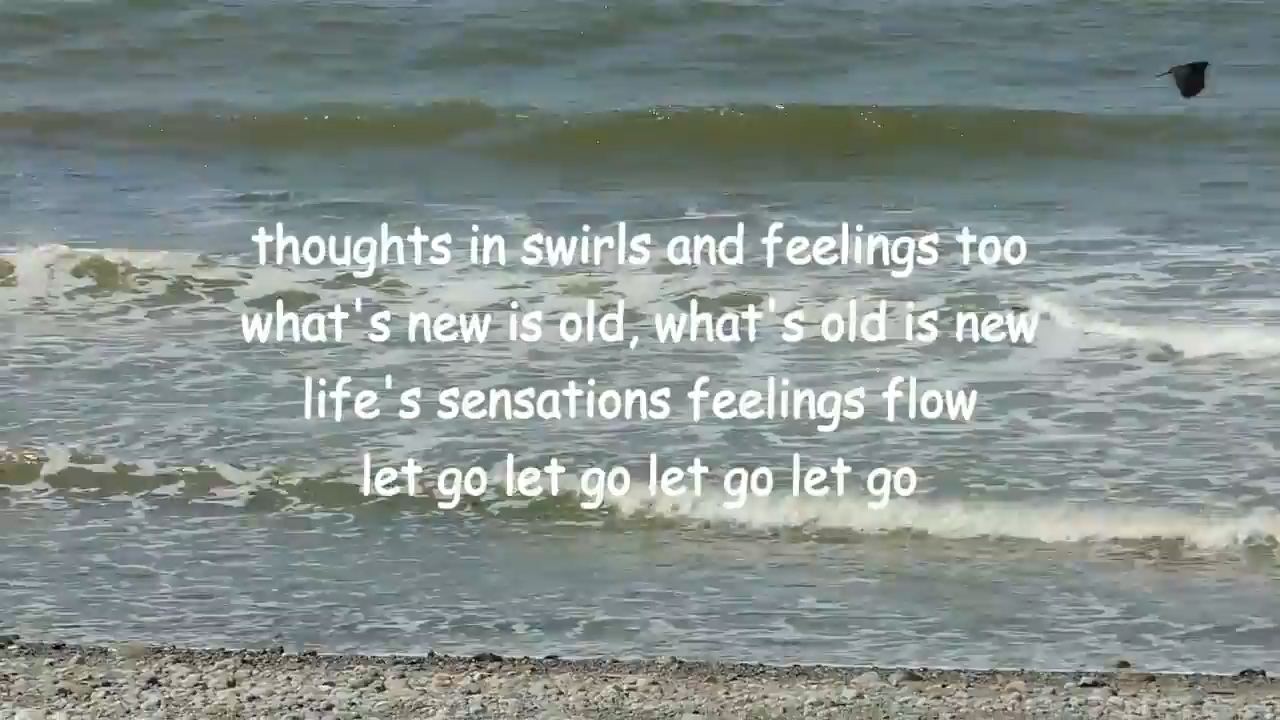 thoughts in swirls and feelings too
what's new is old, what's old is new
life's sensations feelings flow
let go let go let go let go